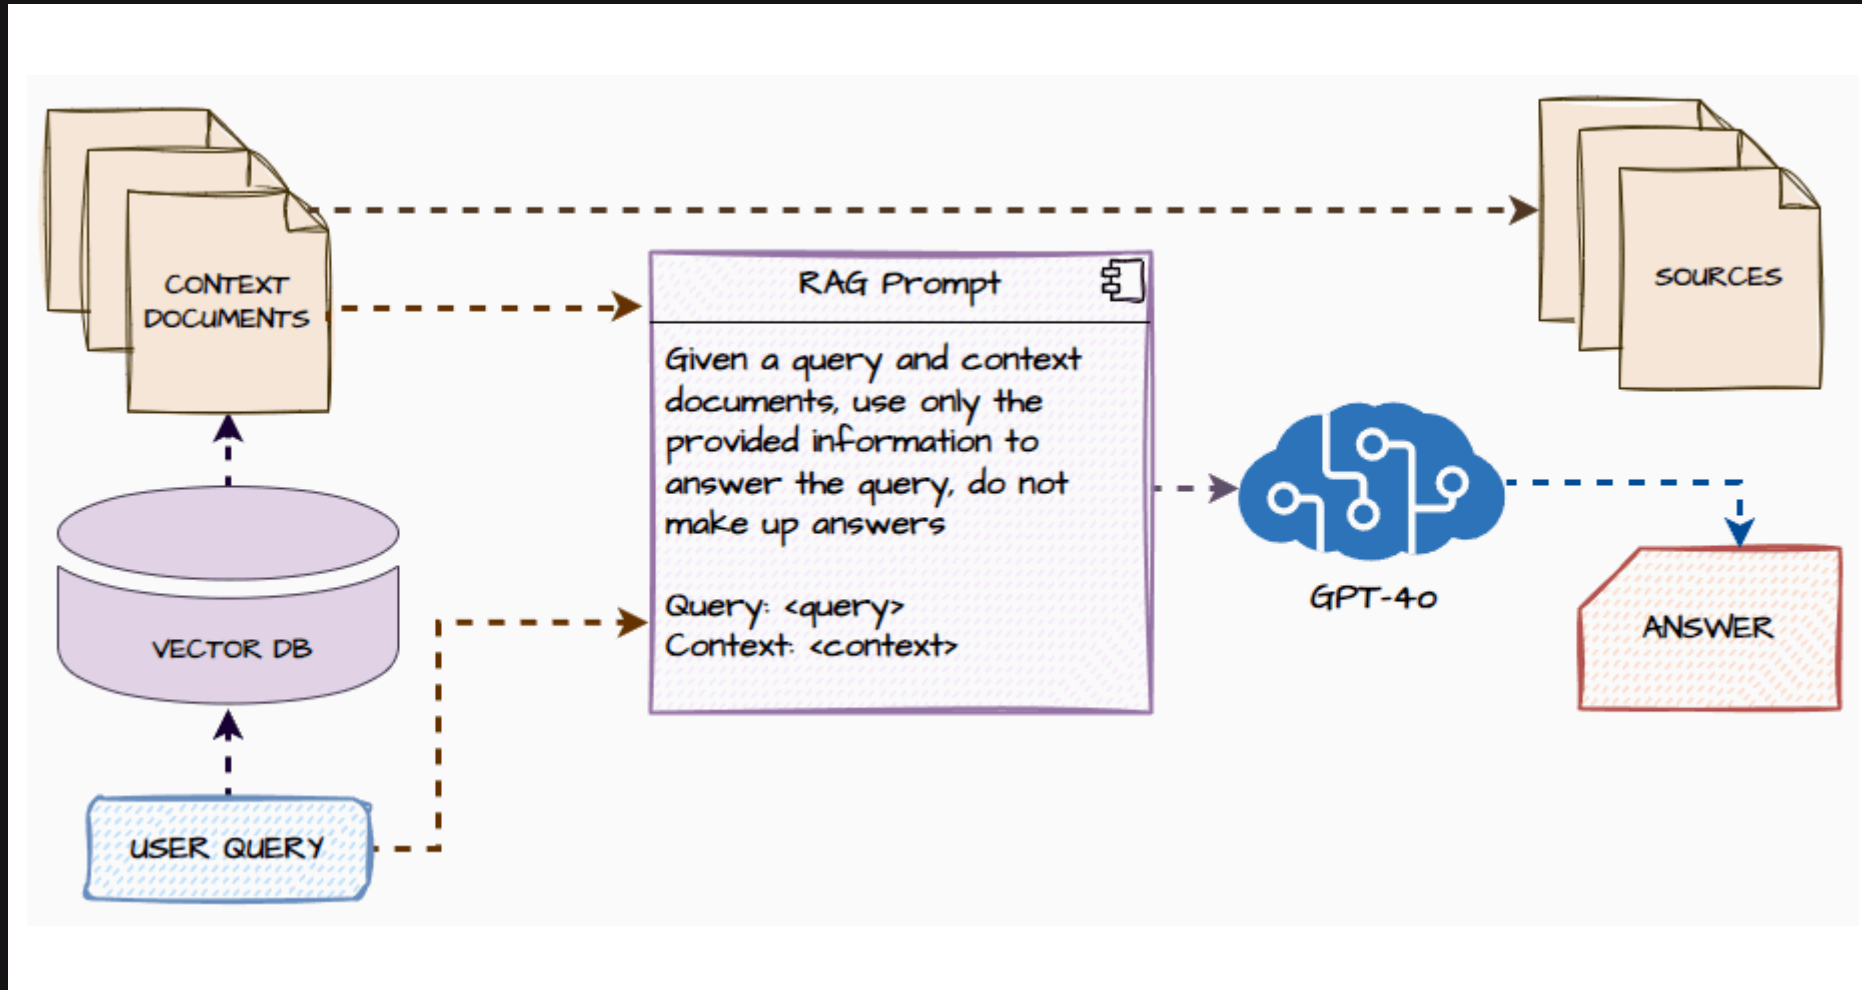 CONTEXT
DOCUMENTS
VECTOR DB
USER QUERY
RAG Prompt
Given a query and context
documents, use only the
provided information to
answer the query, do not
make up answers
Query: <query>
Context: <context>
GPT-4o
SOURCES
ANSWER